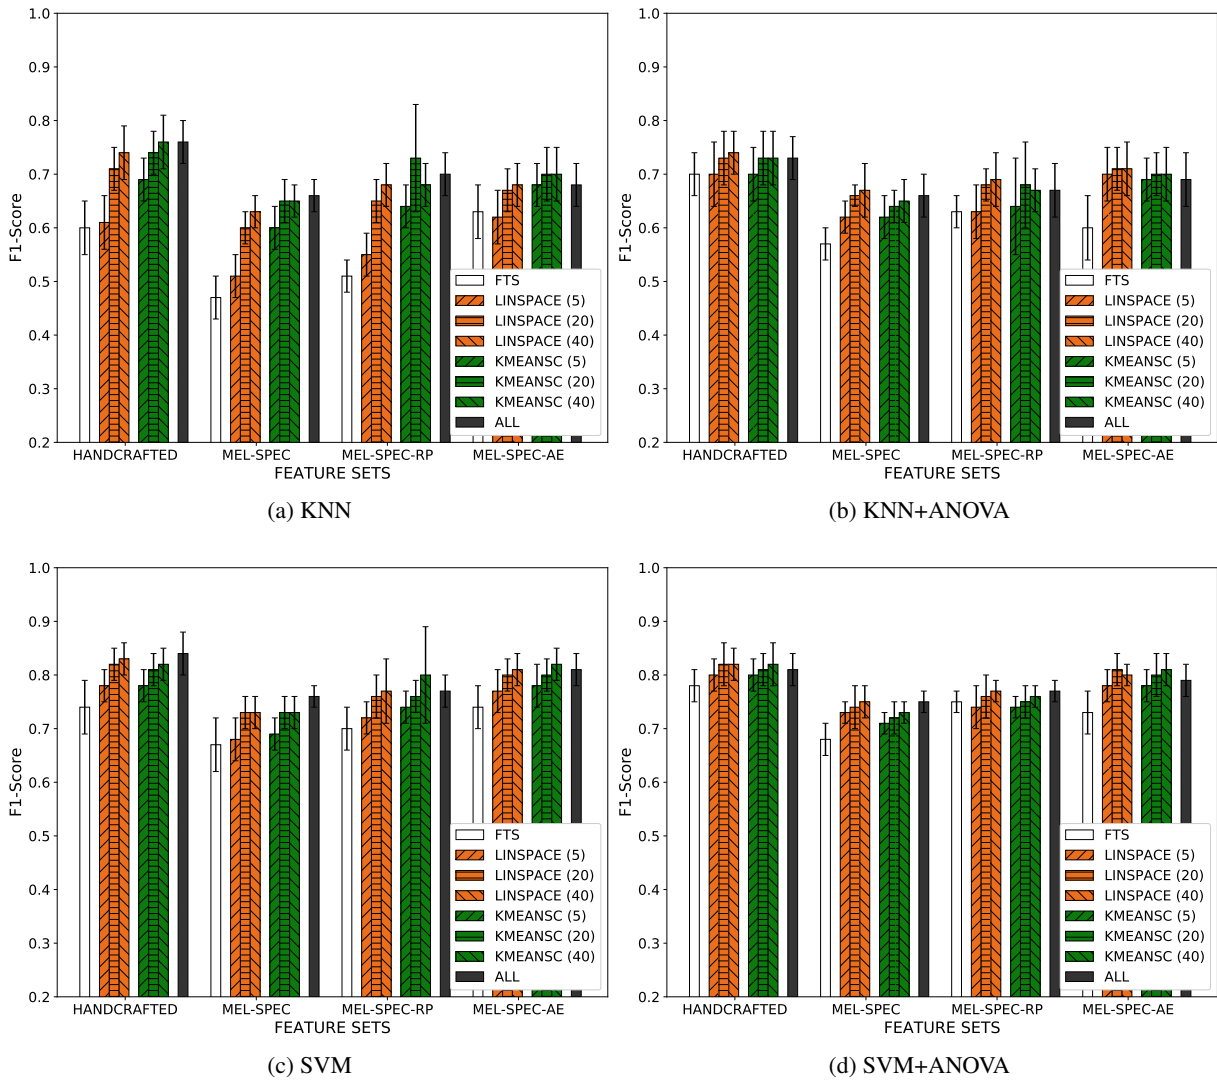 1.0
0.9
0.8
0.7
0.6
0.5
0.4
0.3
0.2
F1-Score
HANDCRAFTED MEL-SPEC MEL-SPEC-RP MEL-SPEC-AE
FEATURE SETS
FTS
LINSPACE (5)
LINSPACE (20)
LINSPACE (40)
KMEANSC (5)
KMEANSC (20)
KMEANSC (40)
ALL
(a) KNN
1.0
0.9
0.8
0.7
0.6
0.5
0.4
0.3
0.2
F1-Score
HANDCRAFTED MEL-SPEC MEL-SPEC-RP MEL-SPEC-AE
FEATURE SETS
FTS
LINSPACE (5)
LINSPACE (20)
LINSPACE (40)
KMEANSC (5)
KMEANSC (20)
KMEANSC (40)
ALL
(b) KNN+ANOVA
1.0
0.9
0.8
0.7
0.6
0.5
0.4
0.3
0.2
F1-Score
HANDCRAFTED MEL-SPEC MEL-SPEC-RP MEL-SPEC-AE
FEATURE SETS
FTS
LINSPACE (5)
LINSPACE (20)
LINSPACE (40)
KMEANSC (5)
KMEANSC (20)
KMEANSC (40)
ALL
(c) SVM
1.0
0.9
0.8
0.7
0.6
0.5
0.4
0.3
0.2
F1-Score
HANDCRAFTED MEL-SPEC MEL-SPEC-RP MEL-SPEC-AE
FEATURE SETS
FTS
LINSPACE (5)
LINSPACE (20)
LINSPACE (40)
KMEANSC (5)
KMEANSC (20)
KMEANSC (40)
ALL
(d) SVM+ANOVA